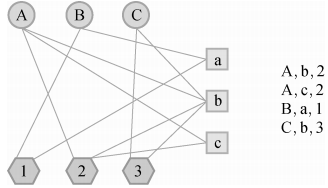 A B C
a
b
c
1 2 3
A, b, 2
A, c, 2
B, a, 1
C, b, 3